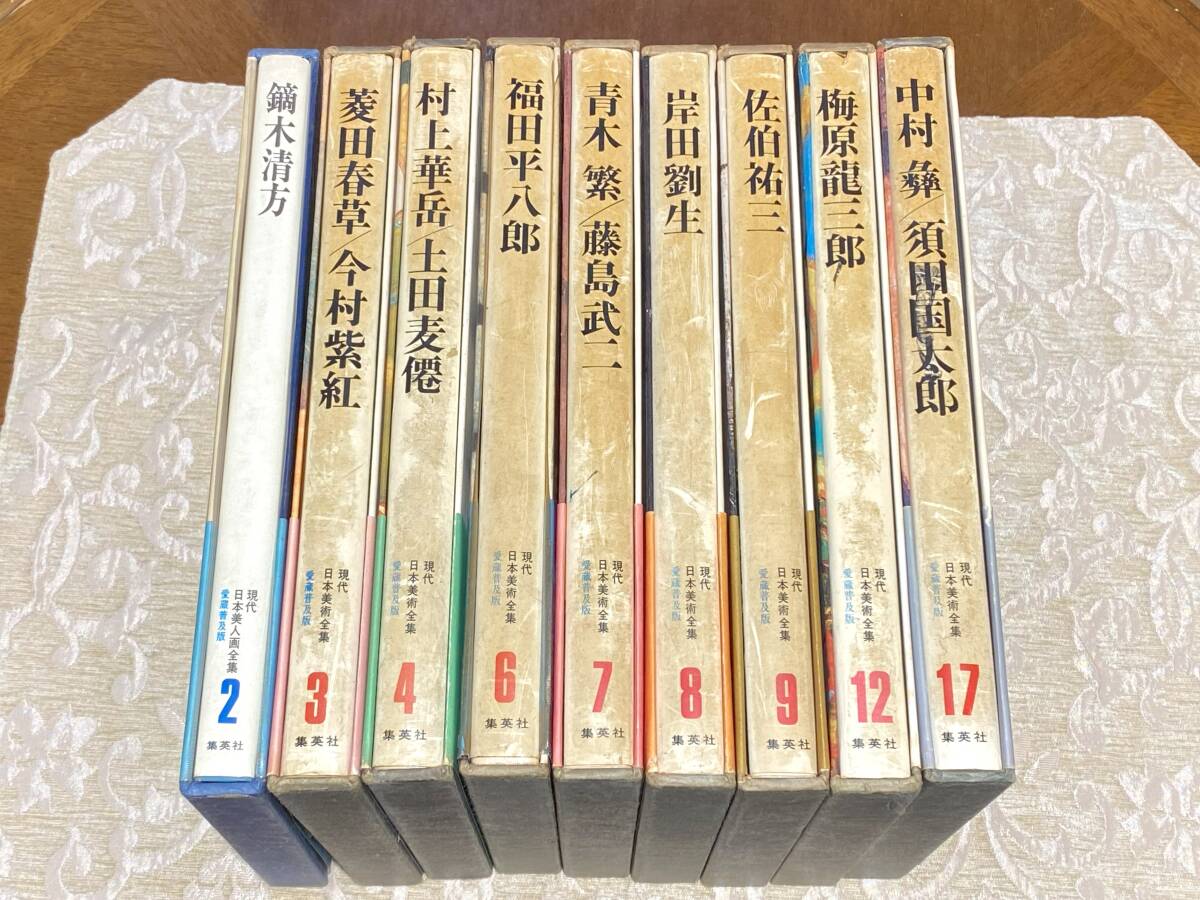 鏑木清方
現代
日本美人画全集
愛蔵普及版
2
集英社
菱田春草/今村紫紅
現代
日本美術全集
愛蔵普及版
3
集英社
村上華岳/土田麦僊
現代
日本美術全集
愛蔵普及版
4
集英社
福田平八郎
現代
日本美術全集
愛蔵普及版
6
集英社
青木 繁/藤島武二
現代
日本美術全集
愛蔵普及版
7
集英社
岸田劉生
現代
日本美術全集
愛蔵普及版
8
集英社
佐伯祐三
現代
日本美術全集
愛蔵普及版
9
集英社
梅原龍三郎
現代
日本美術全集
愛蔵普及版
12
集英社
中村 彝/須田国太郎
現代
日本美術全集
愛蔵普及版
17
集英社